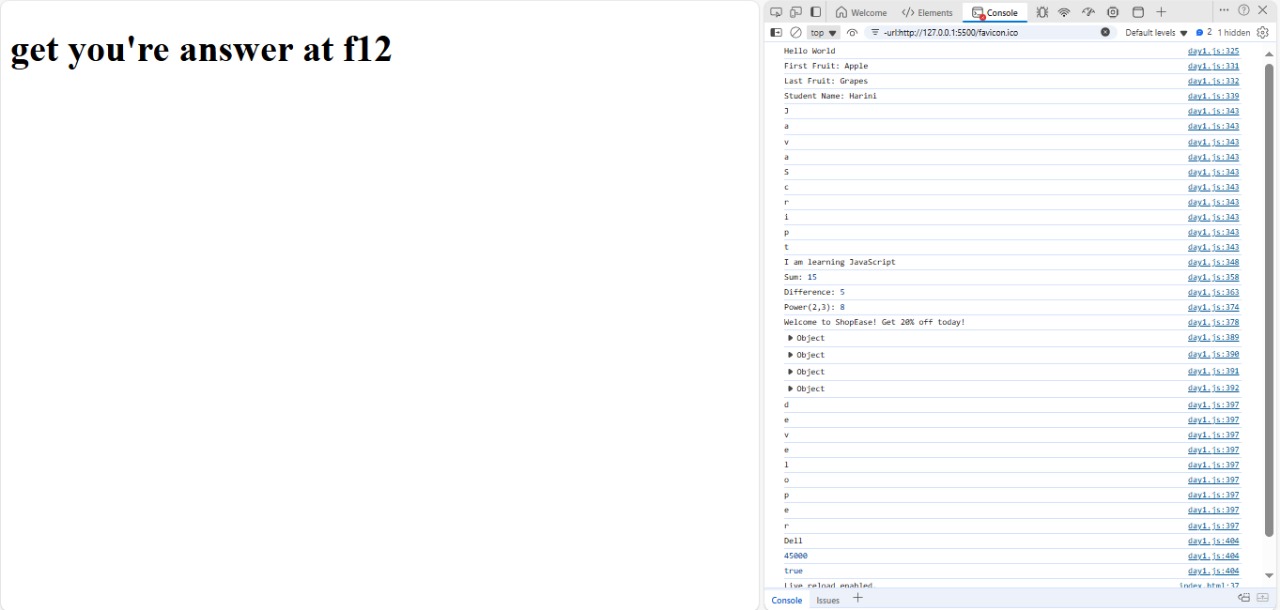 get you're answer at f12
Welcome
Elements
Console
top
-url:http://127.0.0.1:5500/favicon.ico
Default levels
2
1 hidden
Hello World day1.js:325
First Fruit: Apple day1.js:331
Last Fruit: Grapes day1.js:332
Student Name: Harini day1.js:339
J day1.js:343
a day1.js:343
v day1.js:343
a day1.js:343
S day1.js:343
c day1.js:343
r day1.js:343
i day1.js:343
p day1.js:343
t day1.js:343
I am learning JavaScript day1.js:348
Sum: 15 day1.js:358
Difference: 5 day1.js:363
Power(2,3): 8 day1.js:374
Welcome to ShopEase! Get 20% off today! day1.js:378
Object day1.js:389
Object day1.js:390
Object day1.js:391
Object day1.js:392
d day1.js:397
e day1.js:397
v day1.js:397
e day1.js:397
l day1.js:397
o day1.js:397
p day1.js:397
e day1.js:397
r day1.js:397
Dell day1.js:404
45000 day1.js:404
true day1.js:404
Live reload enabled. index.html:37
Console
Issues